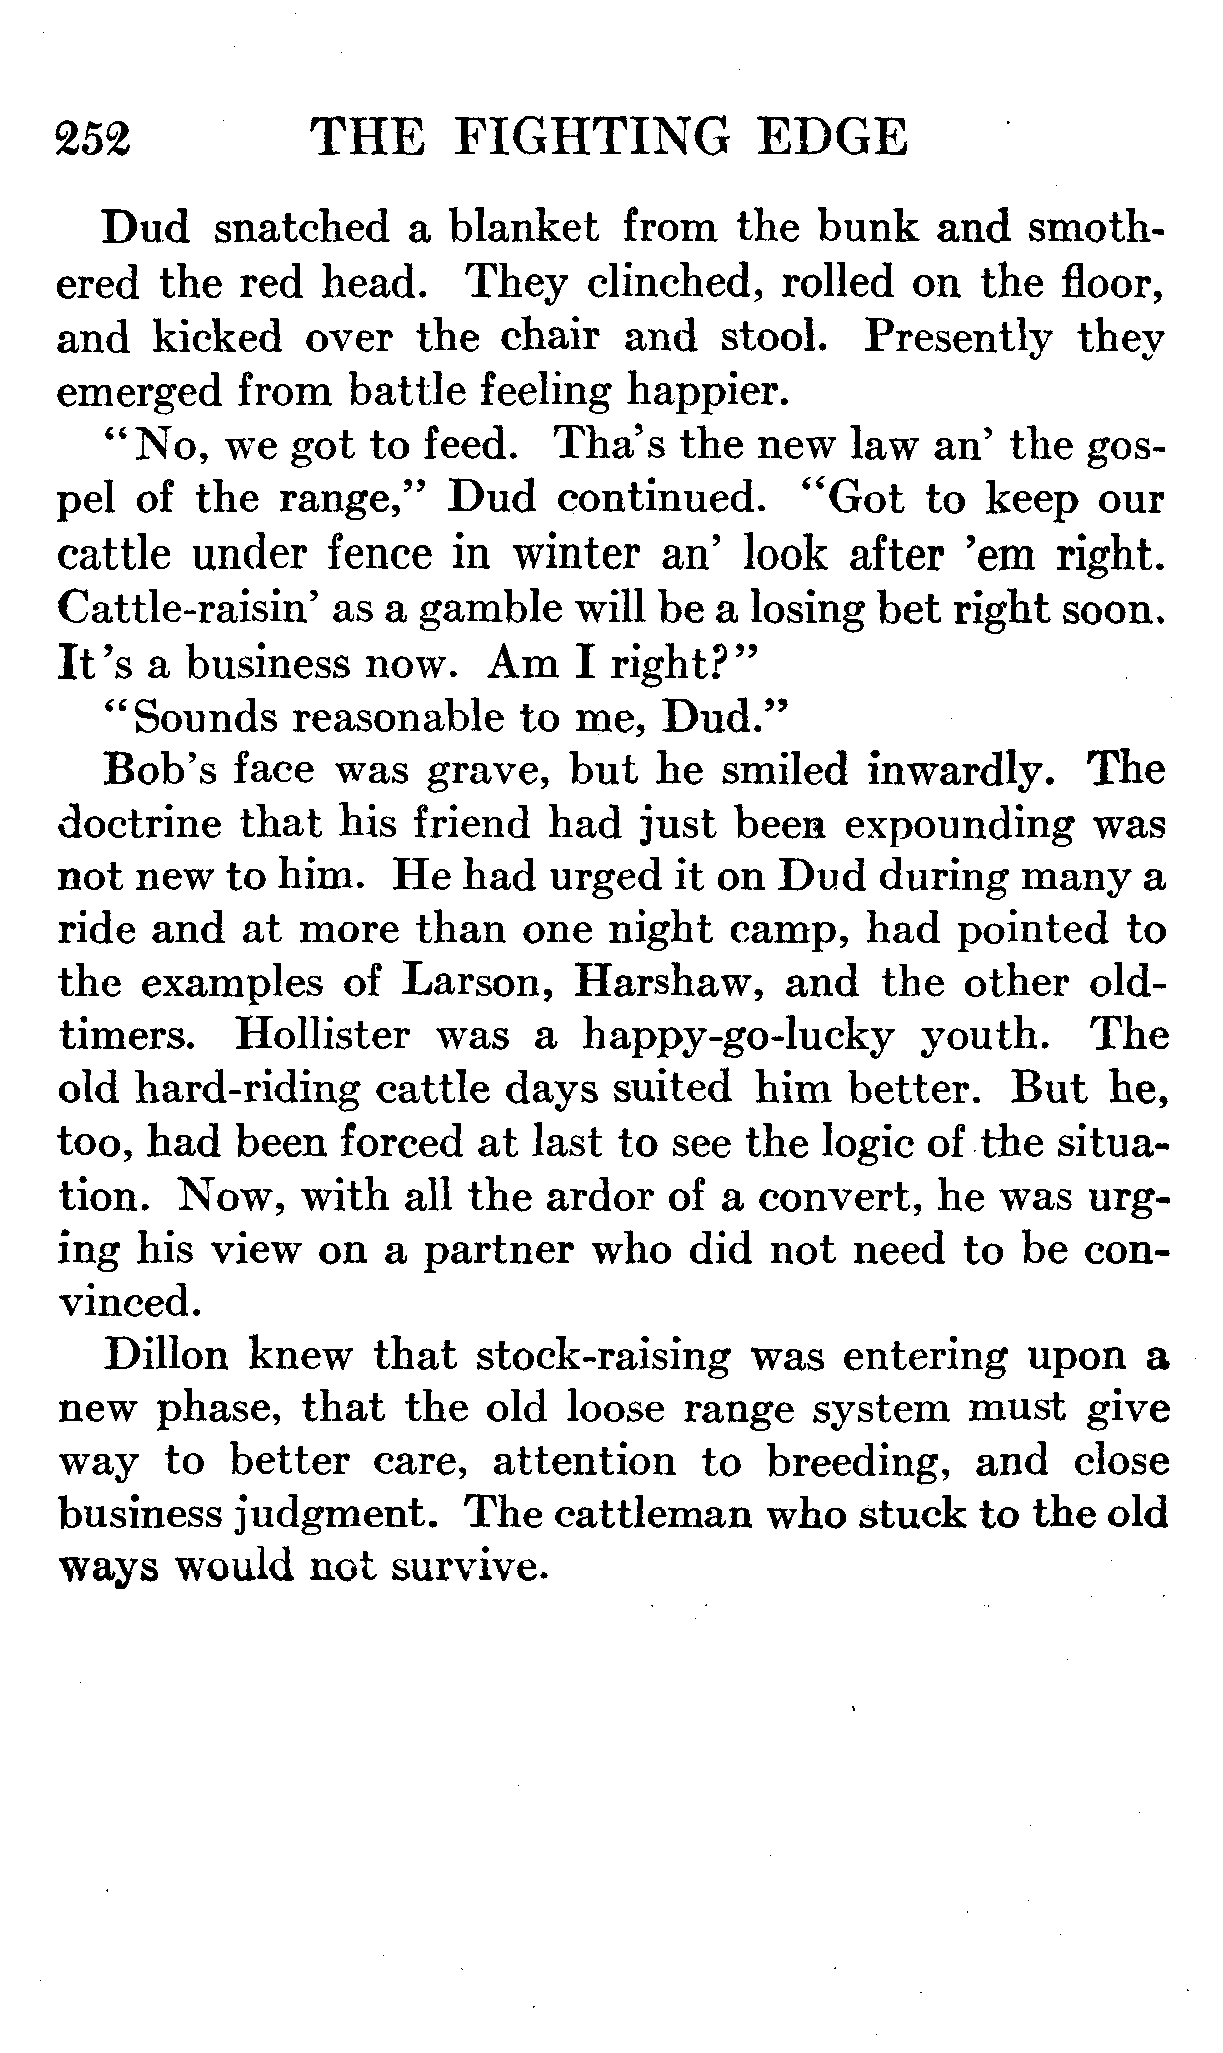 252 THE FIGHTING EDGE
Dud snatched a blanket from the bunk and smoth-
ered the red head. They clinched, rolled on the floor,
and kicked over the chair and stool. Presently they
emerged from battle feeling happier.
“No, we got to feed. Tha’s the new law an’ the gos-
pel of the range,” Dud continued. “Got to keep our
cattle under fence in winter an’ look after ’em right.
Cattle-raisin’ as a gamble will be a losing bet right soon.
It’s a business now. Am I right?”
“Sounds reasonable to me, Dud.”
Bob’s face was grave, but he smiled inwardly. The
doctrine that his friend had just been expounding was
not new to him. He had urged it on Dud during many a
ride and at more than one night camp, had pointed to
the examples of Larson, Harshaw, and the other old-
timers. Hollister was a happy-go-lucky youth. The
old hard-riding cattle days suited him better. But he,
too, had been forced at last to see the logic of the situa-
tion. Now, with all the ardor of a convert, he was urg-
ing his view on a partner who did not need to be con-
vinced.
Dillon knew that stock-raising was entering upon a
new phase, that the old loose range system must give
way to better care, attention to breeding, and close
business judgment. The cattleman who stuck to the old
ways would not survive.